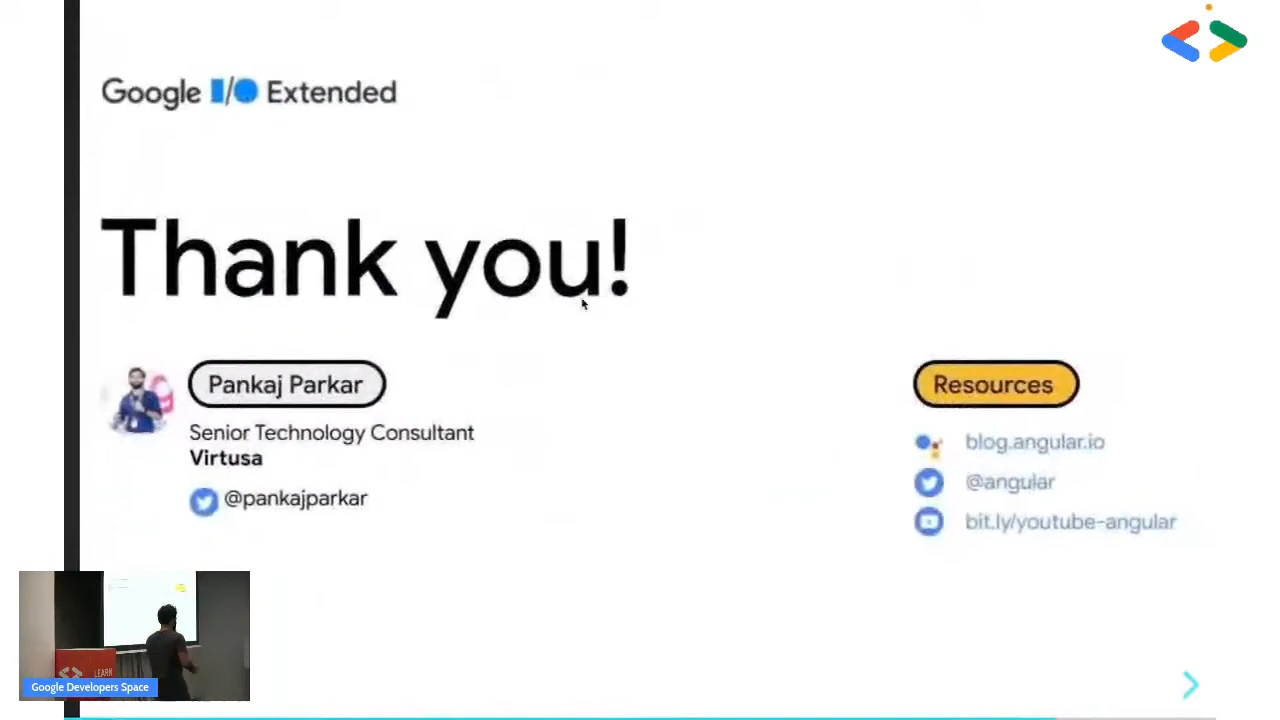 Google I/O Extended
Thank you!
Pankaj Parkar
Senior Technology Consultant
Virtusa
@pankajparkar
Resources
blog.angular.io
@angular
bit.ly/youtube-angular
LEARN
Google Developers Space